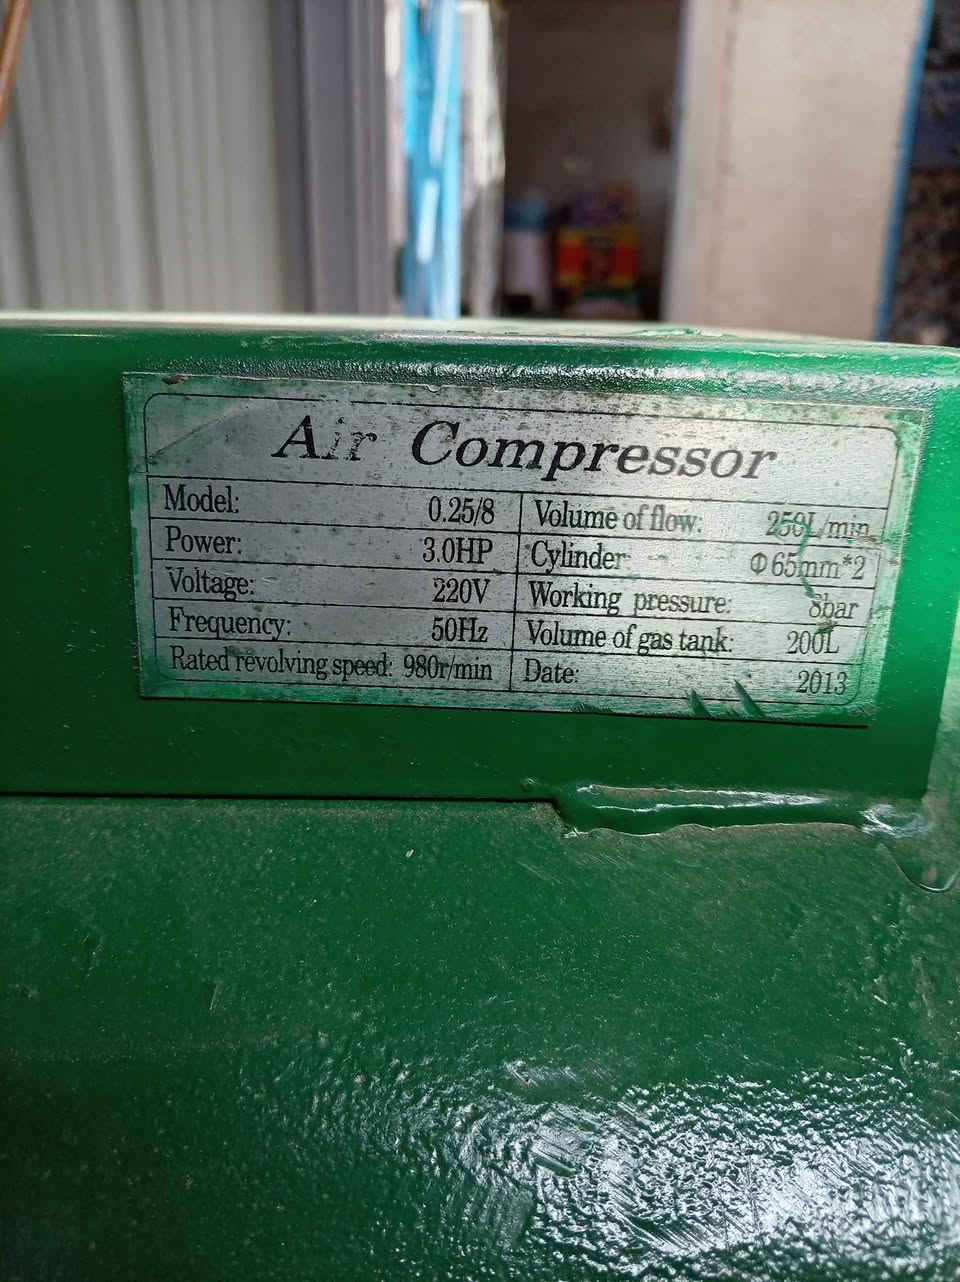 Air Compressor
Model: 0.25/8 Volume of flow: 250L/min
Power: 3.0HP Cylinder: Φ65mm*2
Voltage: 220V Working pressure: 8bar
Frequency: 50Hz Volume of gas tank: 200L
Rated revolving speed: 980r/min Date: 2013